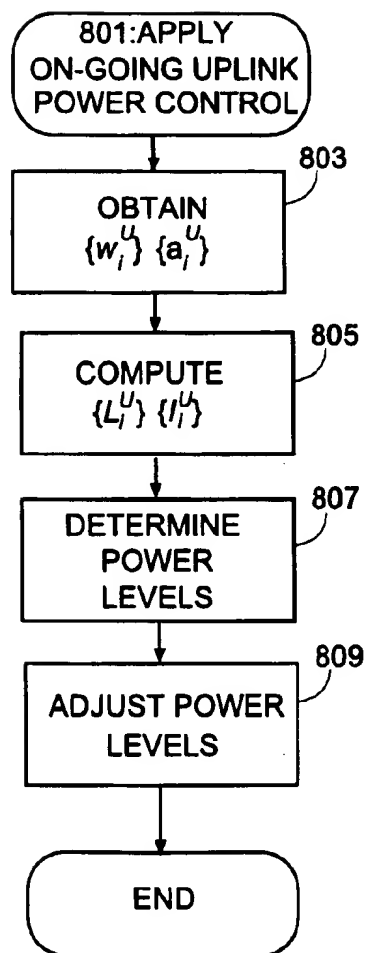 801:APPLY
ON-GOING UPLINK
POWER CONTROL
803
OBTAIN
{w_i^U} {a_i^U}
805
COMPUTE
{L_i^U} {I_i^U}
807
DETERMINE
POWER
LEVELS
809
ADJUST POWER
LEVELS
END